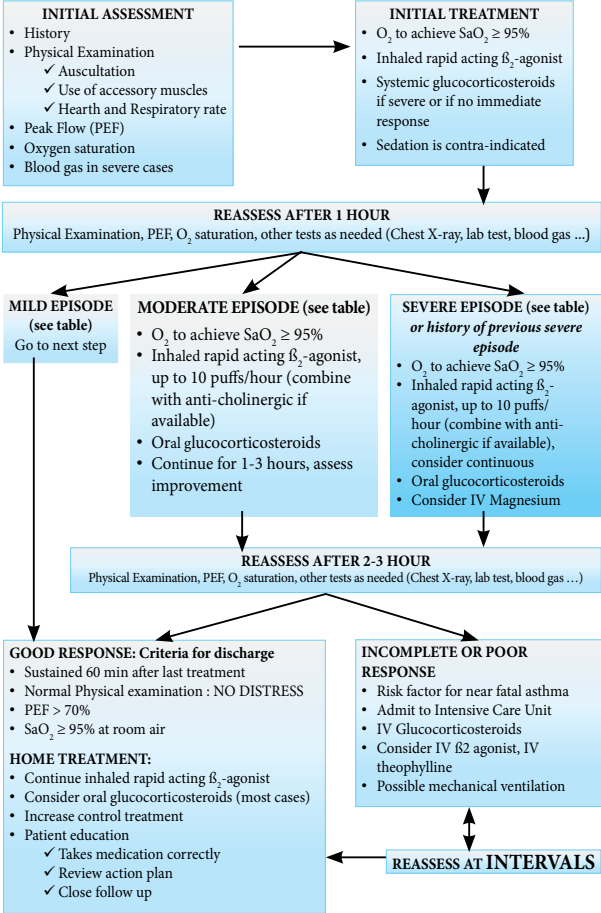 INITIAL ASSESSMENT
• History
• Physical Examination
✓ Auscultation
✓ Use of accessory muscles
✓ Hearth and Respiratory rate
• Peak Flow (PEF)
• Oxygen saturation
• Blood gas in severe cases
INITIAL TREATMENT
• O₂ to achieve SaO₂ ≥ 95%
• Inhaled rapid acting ß₂-agonist
• Systemic glucocorticosteroids
if severe or if no immediate
response
• Sedation is contra-indicated
REASSESS AFTER 1 HOUR
Physical Examination, PEF, O₂ saturation, other tests as needed (Chest X-ray, lab test, blood gas ...)
MILD EPISODE
(see table)
Go to next step
MODERATE EPISODE (see table)
• O₂ to achieve SaO₂ ≥ 95%
• Inhaled rapid acting ß₂-agonist,
up to 10 puffs/hour (combine
with anti-cholinergic if
available)
• Oral glucocorticosteroids
• Continue for 1-3 hours, assess
improvement
SEVERE EPISODE (see table)
or history of previous severe
episode
• O₂ to achieve SaO₂ ≥ 95%
• Inhaled rapid acting ß₂-
agonist, up to 10 puffs/
hour (combine with anti-
cholinergic if available),
consider continuous
• Oral glucocorticosteroids
• Consider IV Magnesium
REASSESS AFTER 2-3 HOUR
Physical Examination, PEF, O₂ saturation, other tests as needed (Chest X-ray, lab test, blood gas …)
GOOD RESPONSE: Criteria for discharge
• Sustained 60 min after last treatment
• Normal Physical examination : NO DISTRESS
• PEF > 70%
• SaO₂ ≥ 95% at room air
HOME TREATMENT:
• Continue inhaled rapid acting ß₂-agonist
• Consider oral glucocorticosteroids (most cases)
• Increase control treatment
• Patient education
✓ Takes medication correctly
✓ Review action plan
✓ Close follow up
INCOMPLETE OR POOR
RESPONSE
• Risk factor for near fatal asthma
• Admit to Intensive Care Unit
• IV Glucocorticosteroids
• Consider IV ß2 agonist, IV
theophylline
• Possible mechanical ventilation
REASSESS AT INTERVALS